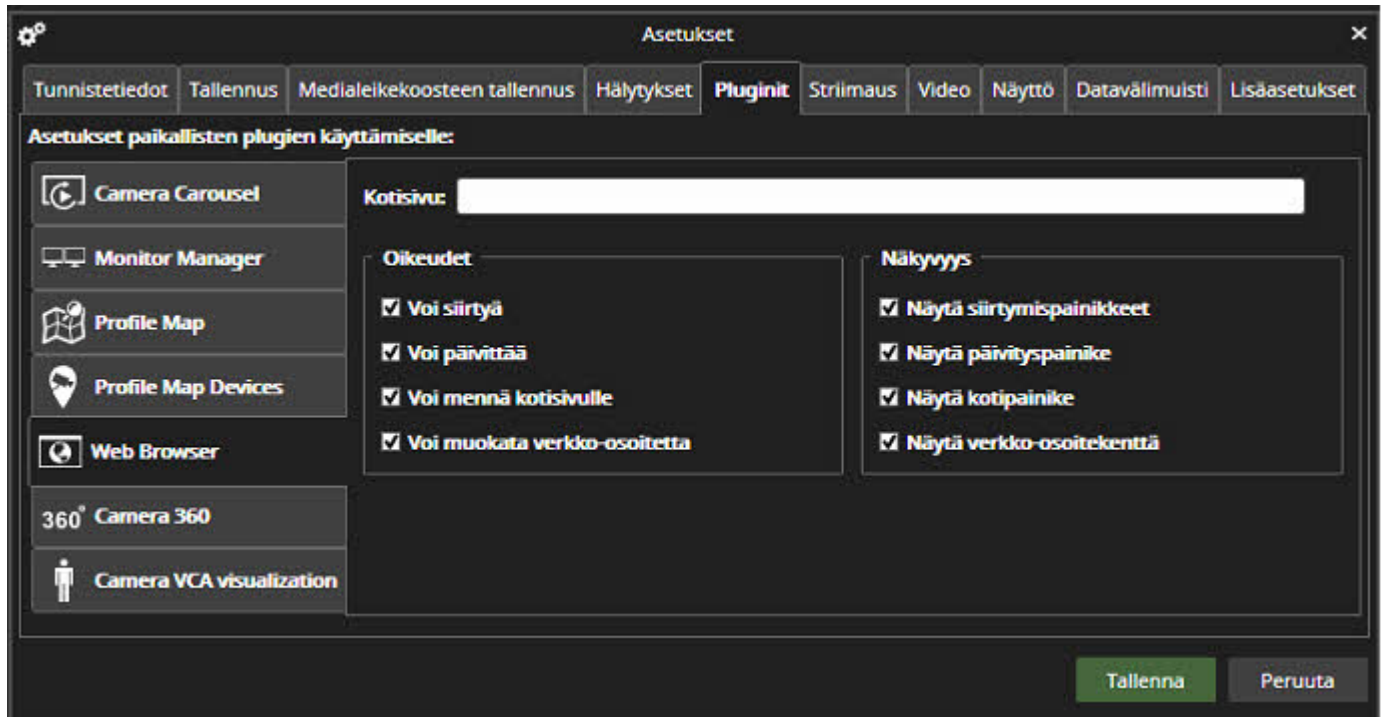 Asetukset
Tunnistetiedot Tallennus Medialeikekoosteen tallennus Hälytykset Pluginit Striimaus Video Näyttö Datavälimuisti Lisäasetukset
Asetukset paikallisten plugien käyttämiselle:
Camera Carousel
Monitor Manager
Profile Map
Profile Map Devices
Web Browser
360° Camera 360
Camera VCA visualization
Kotisivu:
Oikeudet
Voi siirtyä
Voi päivittää
Voi mennä kotisivulle
Voi muokata verkko-osoitetta
Näkyvyys
Näytä siirtymispainikkeet
Näytä päivityspainike
Näytä kotipainike
Näytä verkko-osoitekenttä
Tallenna Peruuta